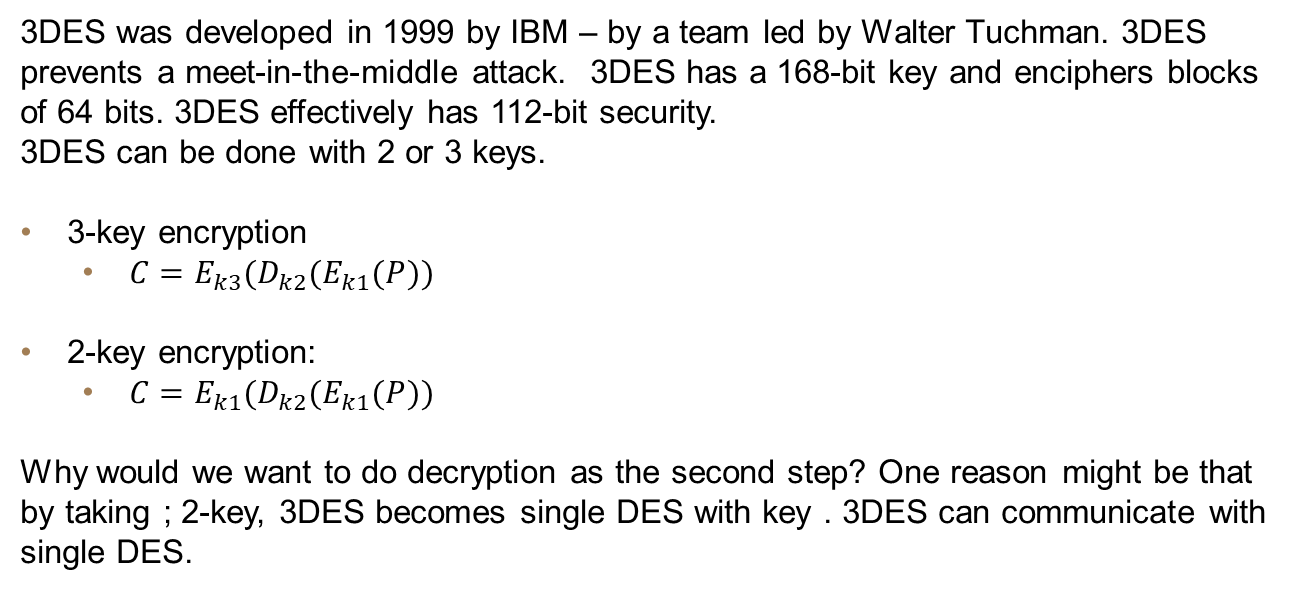 3DES was developed in 1999 by IBM – by a team led by Walter Tuchman. 3DES
prevents a meet-in-the-middle attack. 3DES has a 168-bit key and enciphers blocks
of 64 bits. 3DES effectively has 112-bit security.
3DES can be done with 2 or 3 keys.
• 3-key encryption
• C = E_{k3}(D_{k2}(E_{k1}(P))
• 2-key encryption:
• C = E_{k1}(D_{k2}(E_{k1}(P))
Why would we want to do decryption as the second step? One reason might be that
by taking ; 2-key, 3DES becomes single DES with key . 3DES can communicate with
single DES.